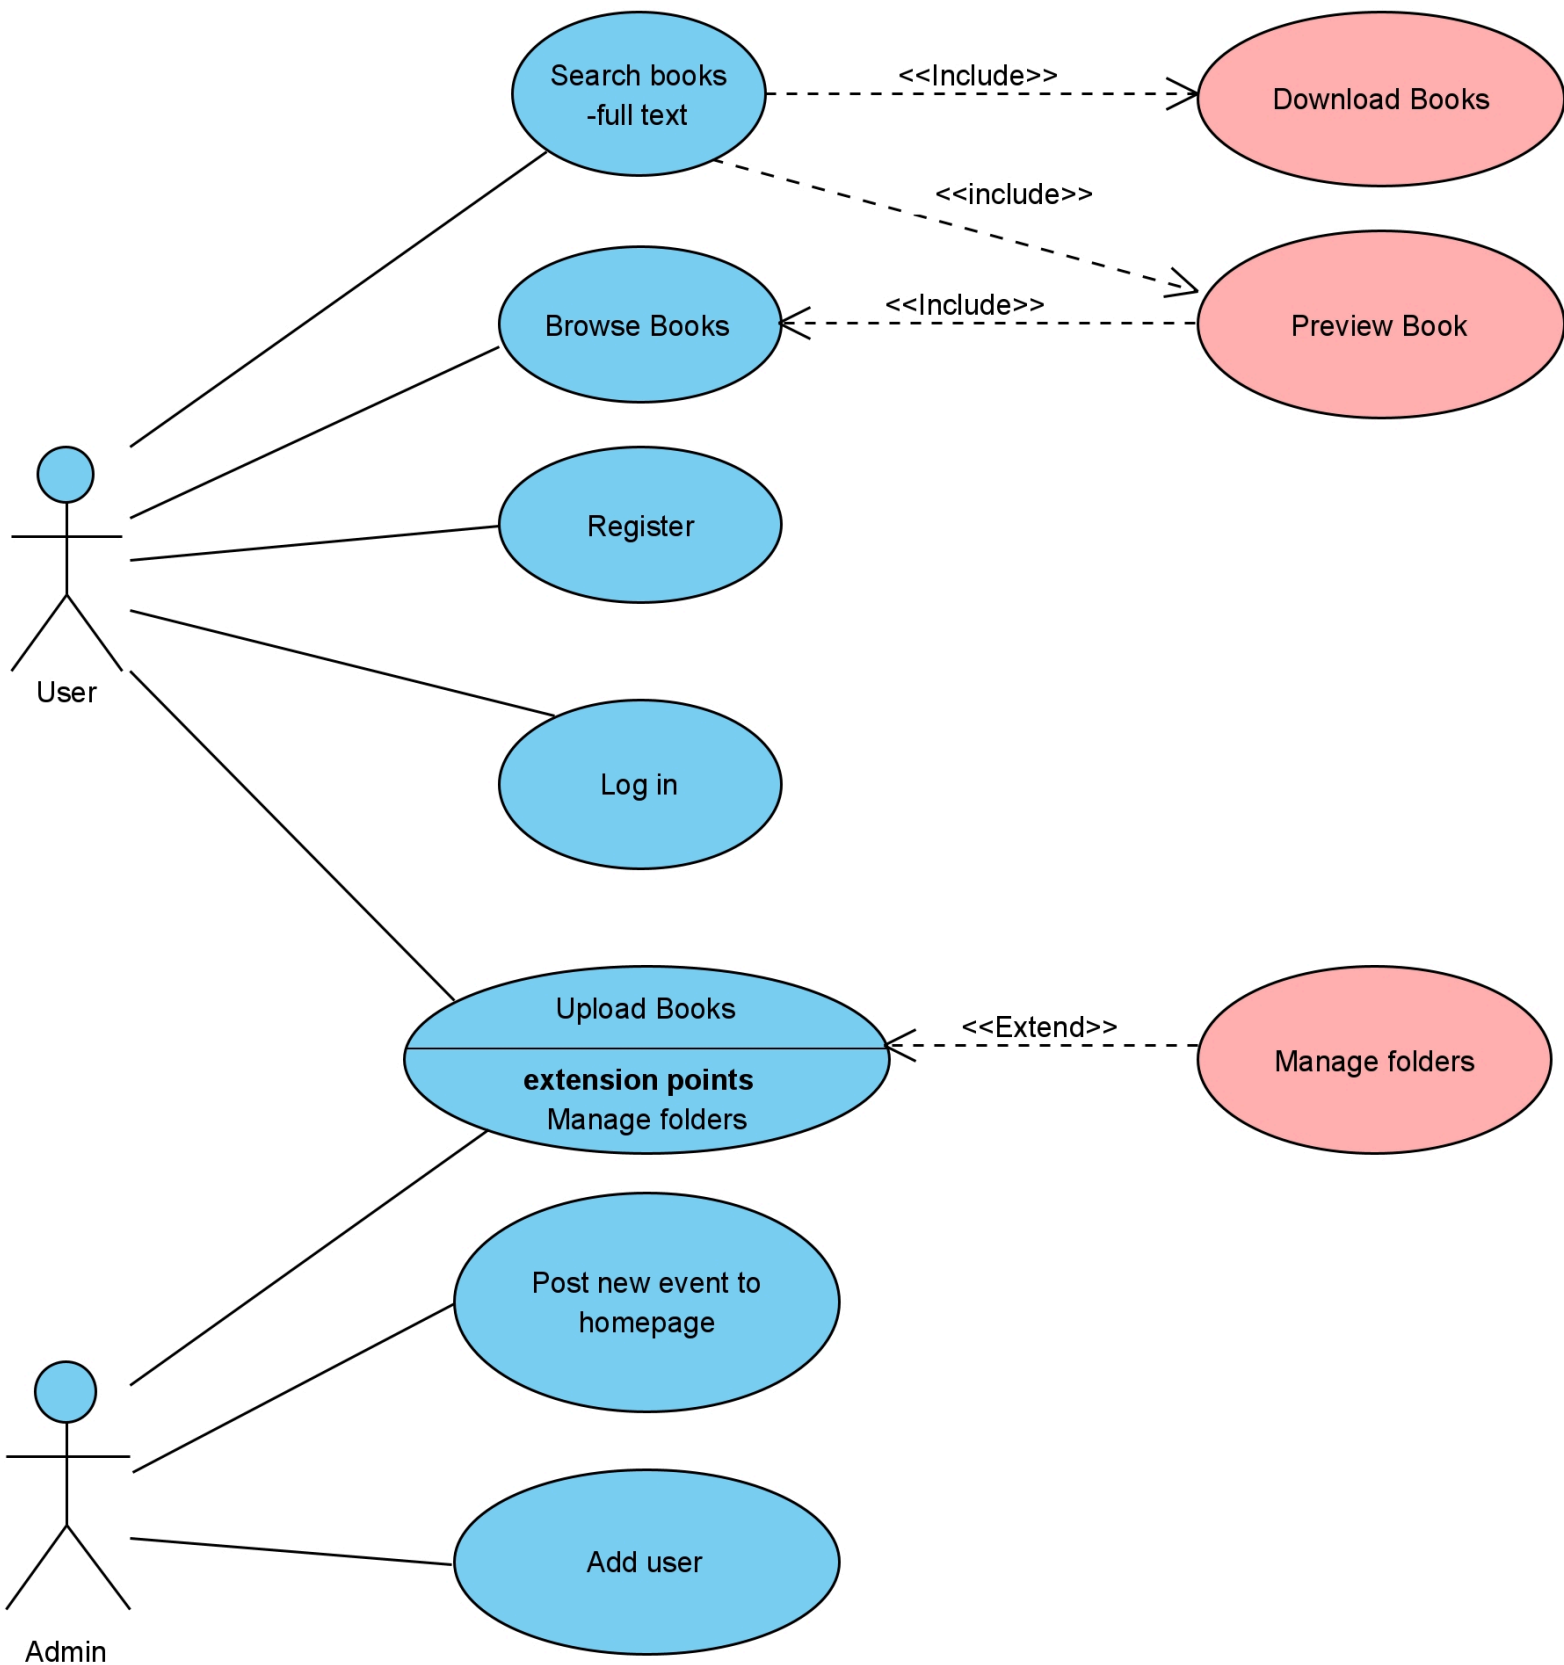 Search books
-full text
<<Include>>
Download Books
<<include>>
Browse Books
<<Include>>
Preview Book
Register
User
Log in
Upload Books
extension points
Manage folders
<<Extend>>
Manage folders
Post new event to
homepage
Add user
Admin